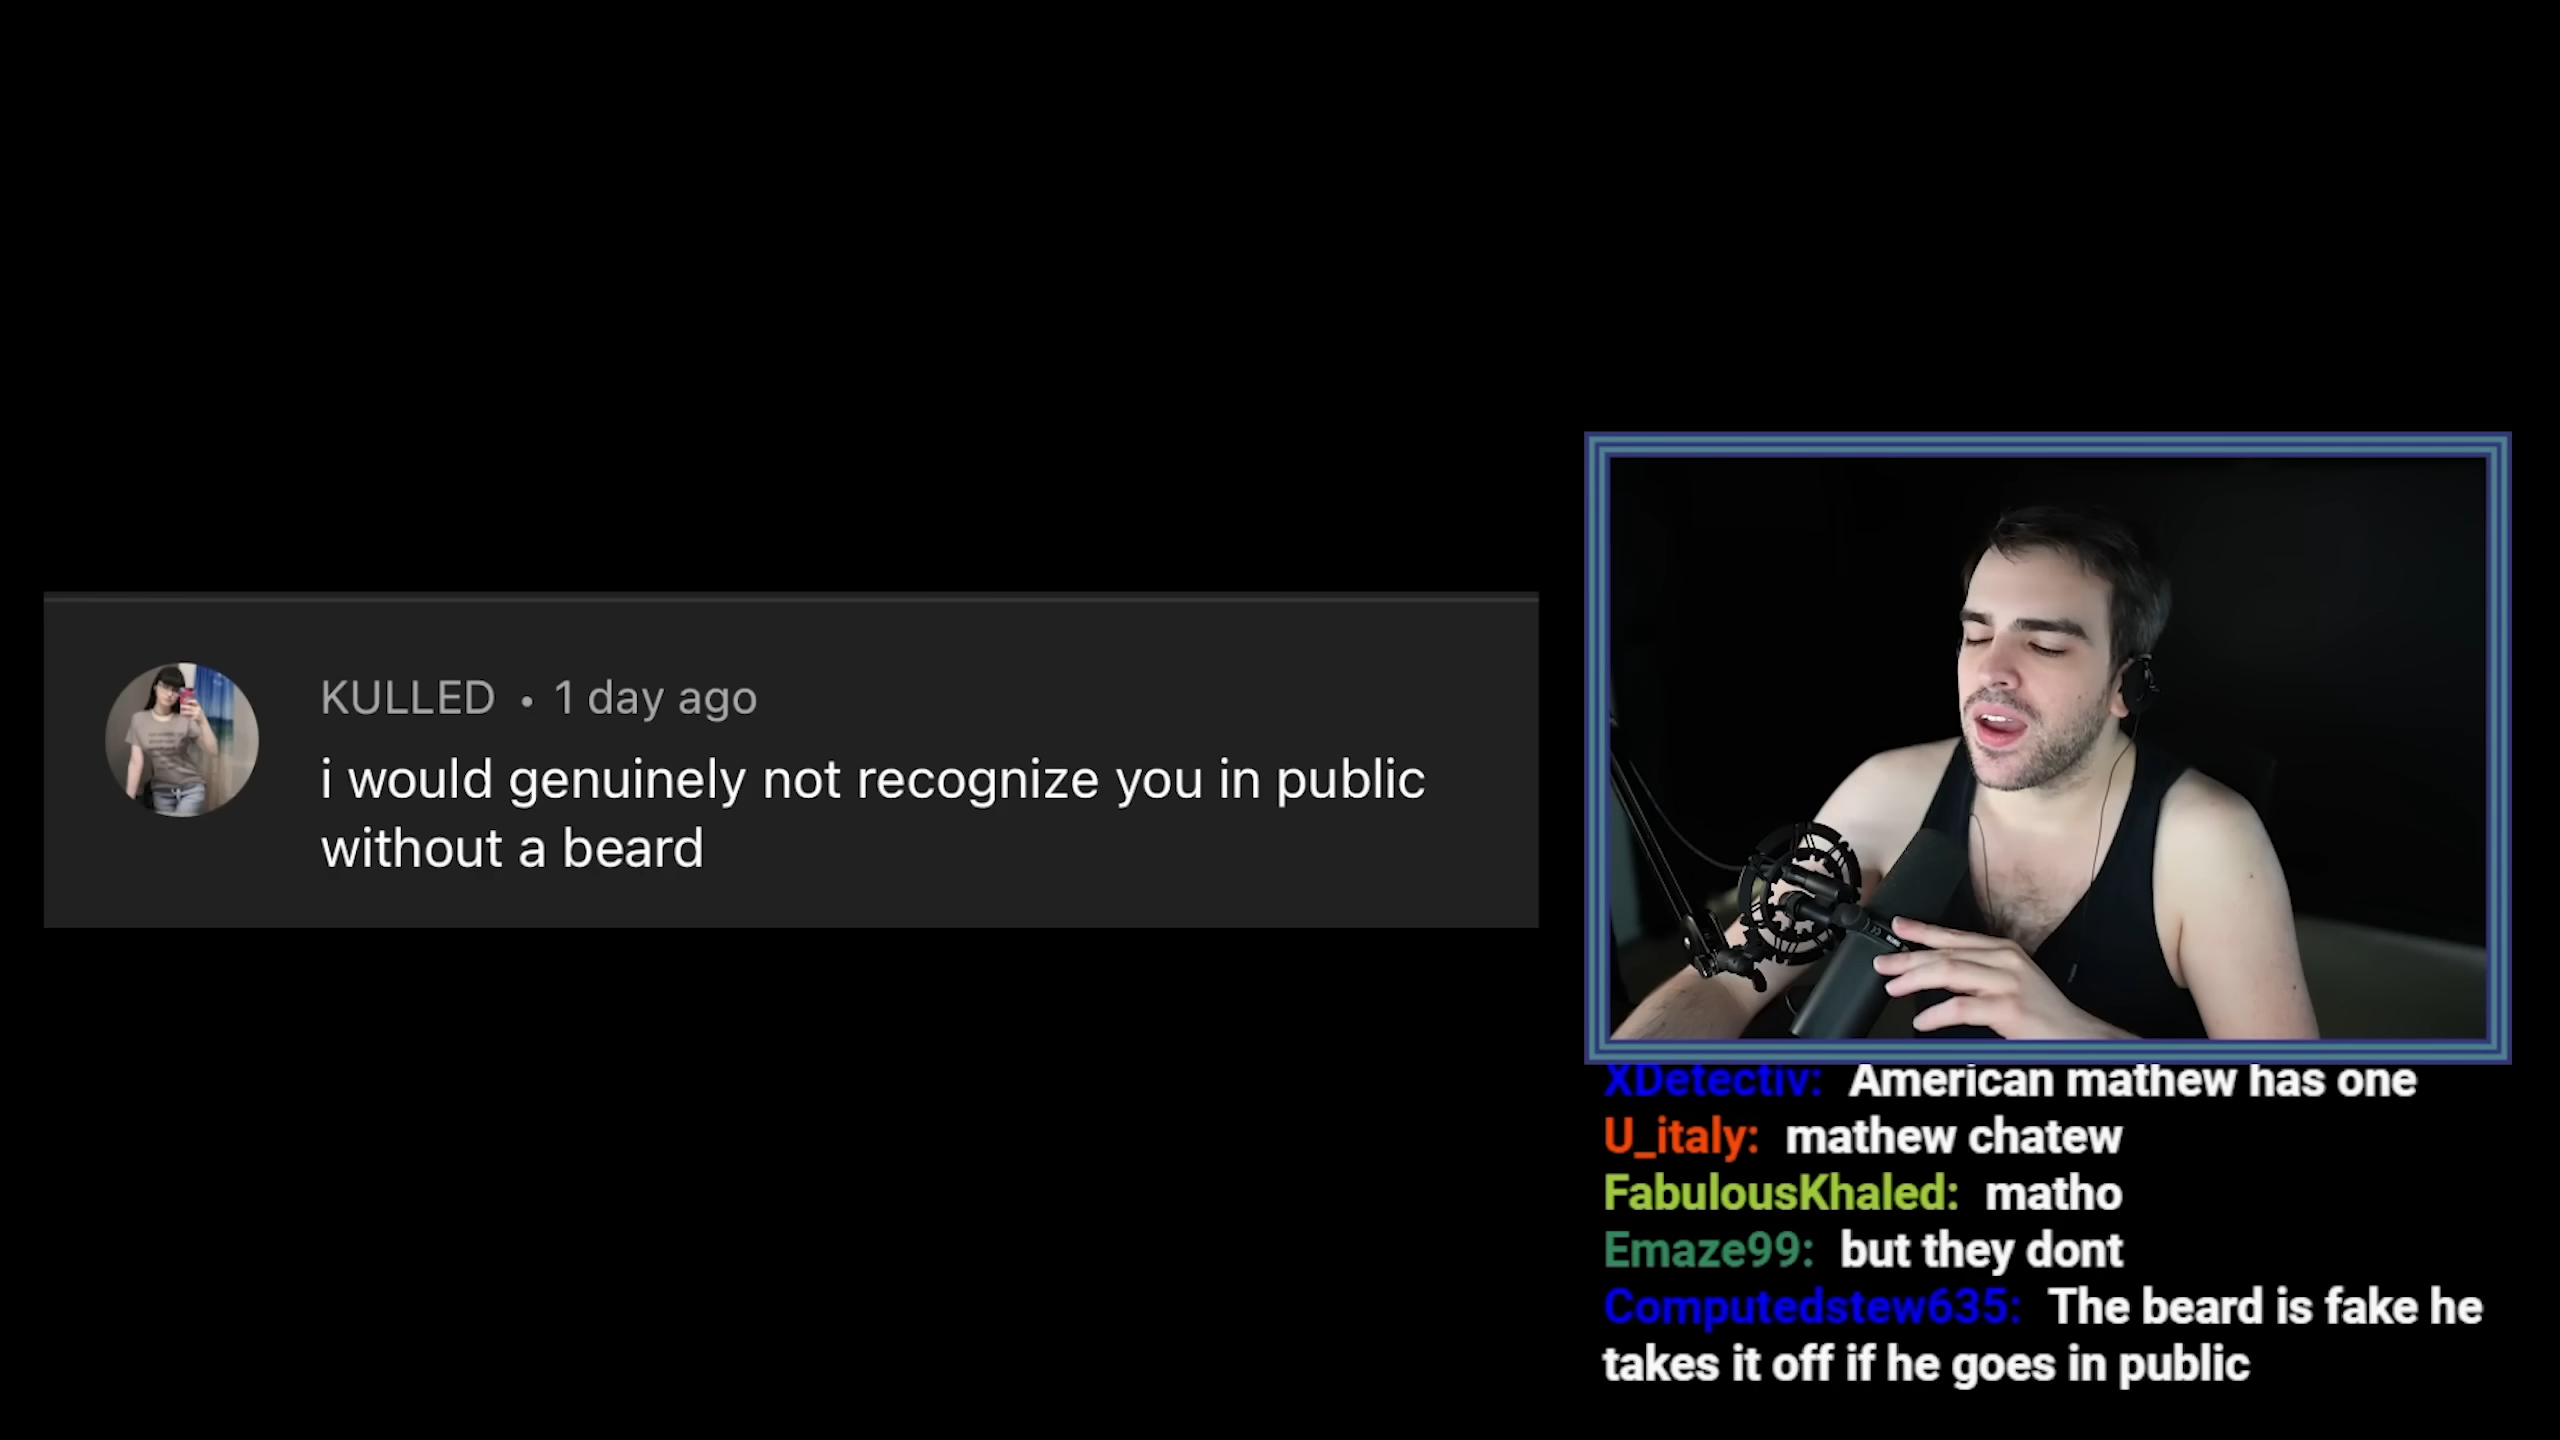 KULLED • 1 day ago
i would genuinely not recognize you in public
without a beard
XDetectiv: American mathew has one
U_italy: mathew chatew
FabulousKhaled: matho
Emaze99: but they dont
Computedstew635: The beard is fake he
takes it off if he goes in public